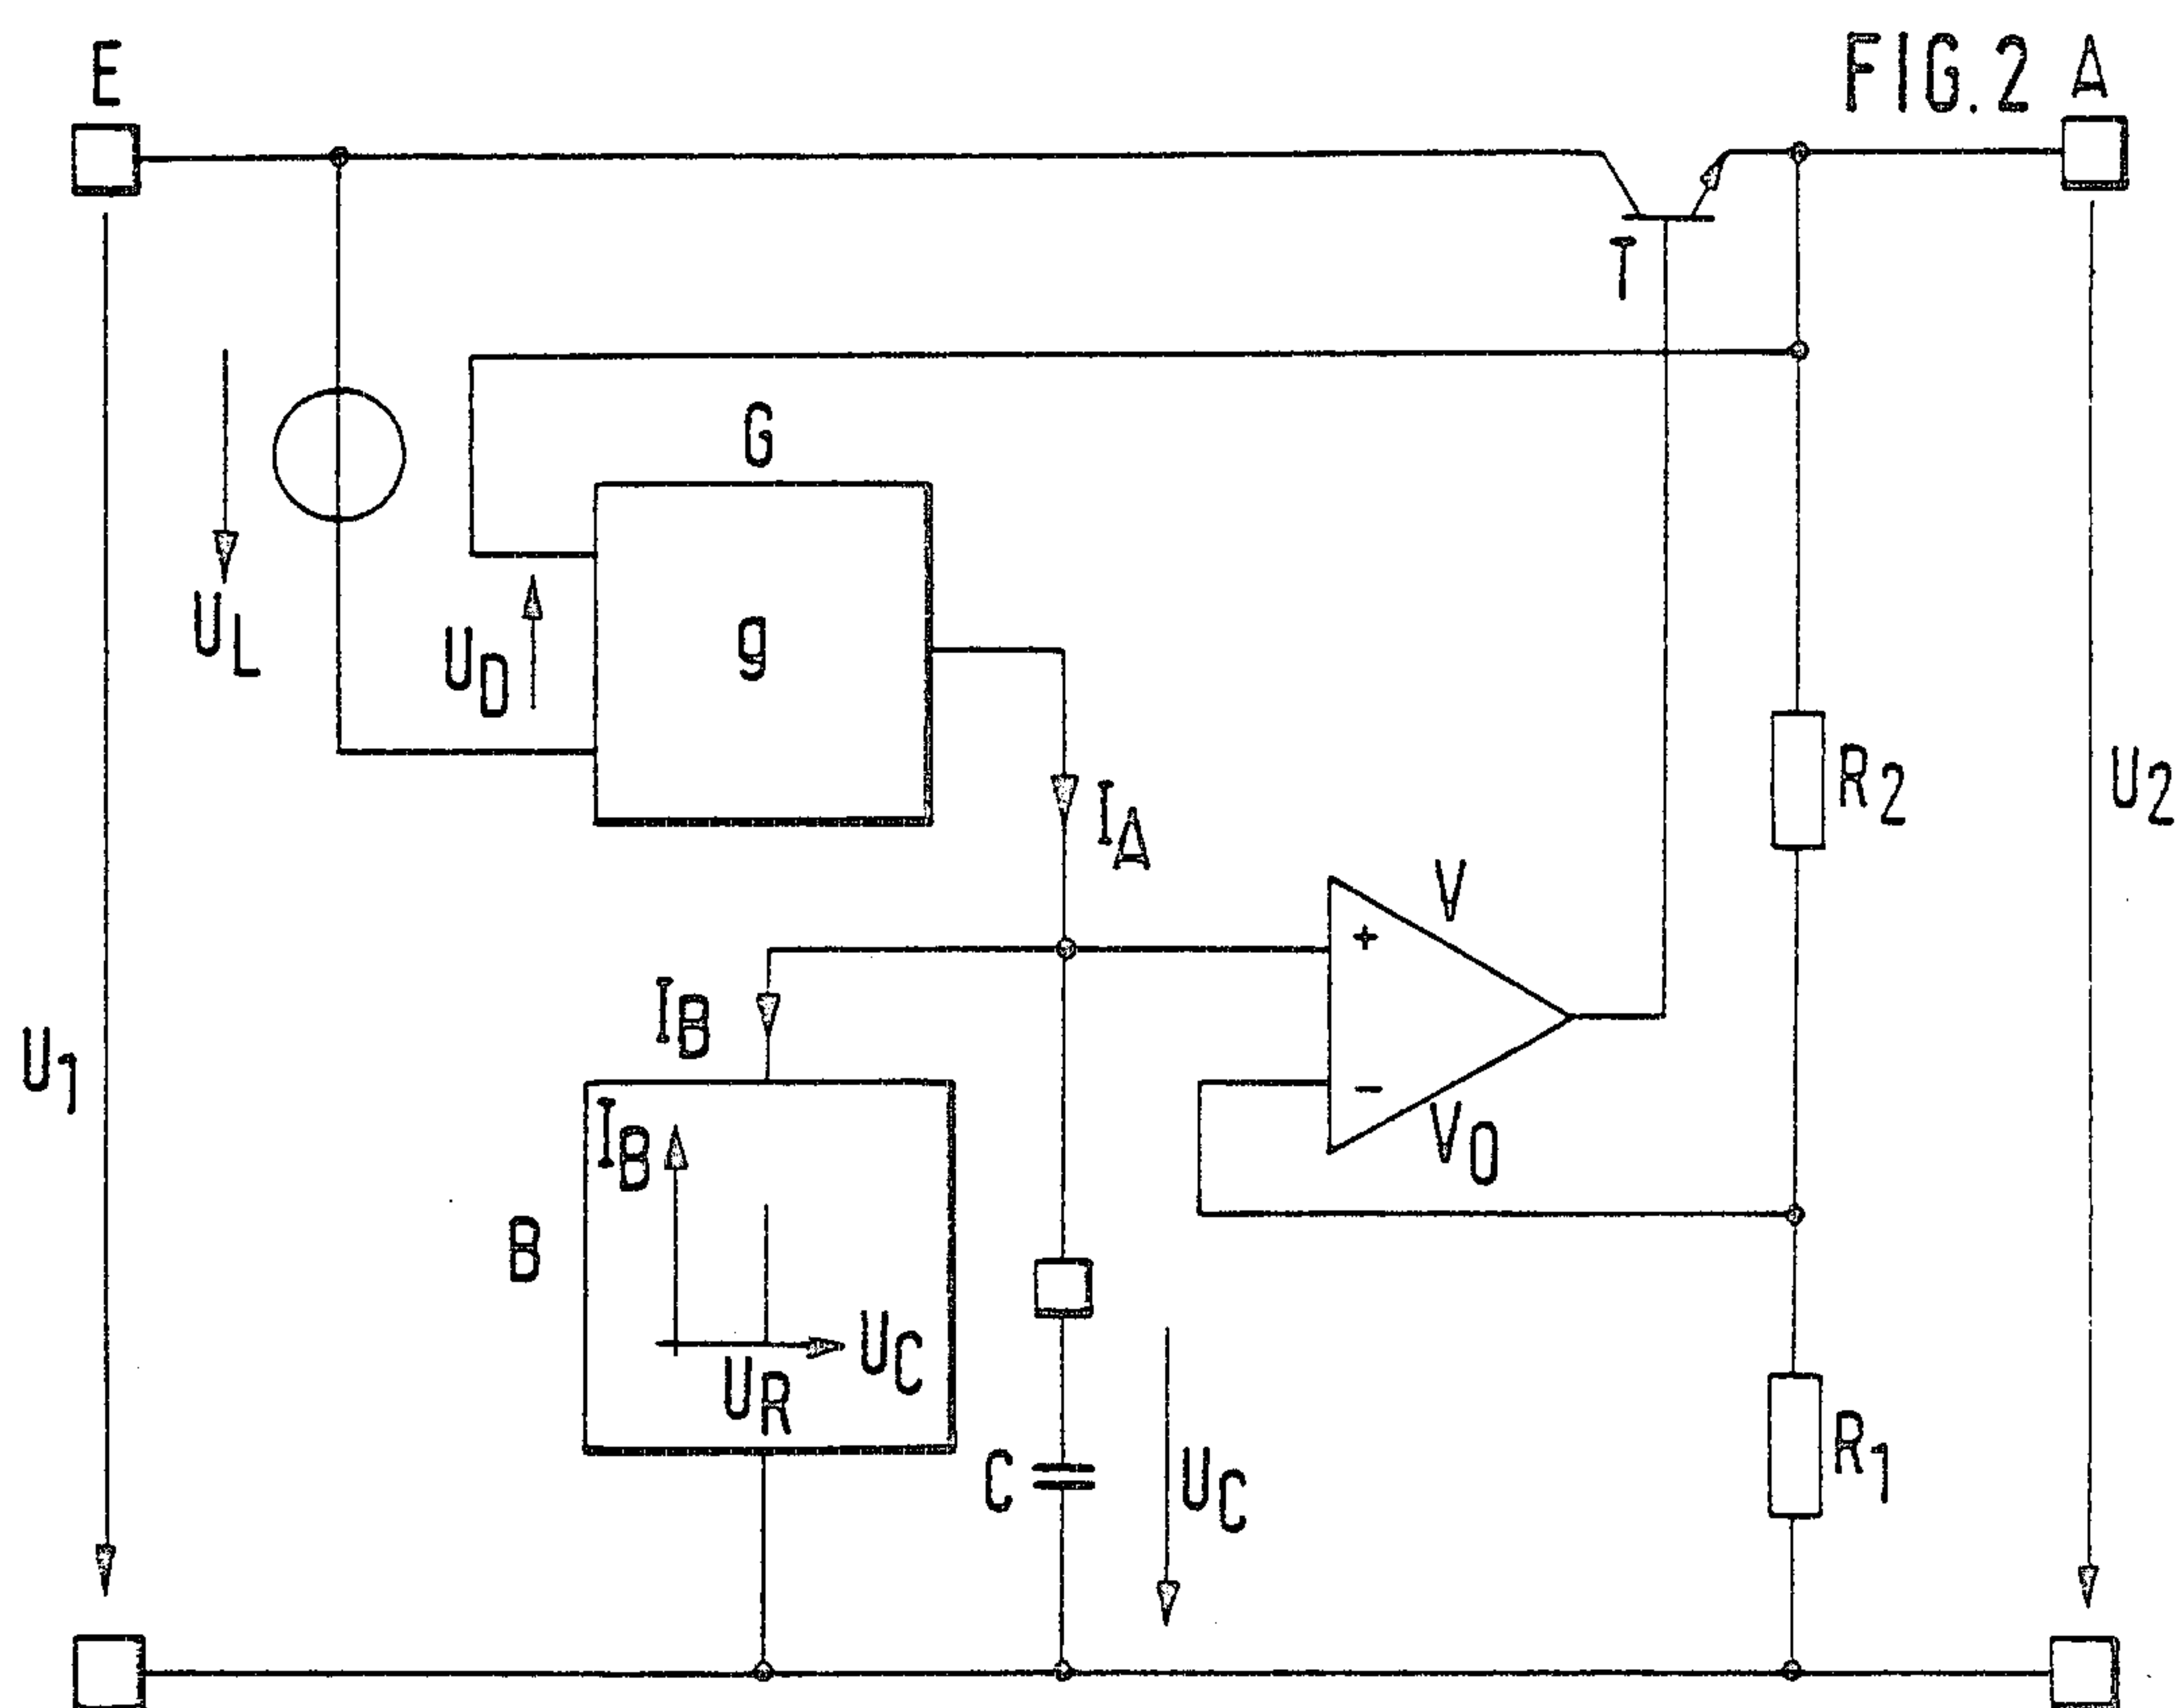 E
FIG. 2 A
T
G
g
U_L
U_D
I_A
R_2
U_2
V
+
I_B
-
V_0
U_1
I_B
B
U_C
U_R
C
U_C
R_1